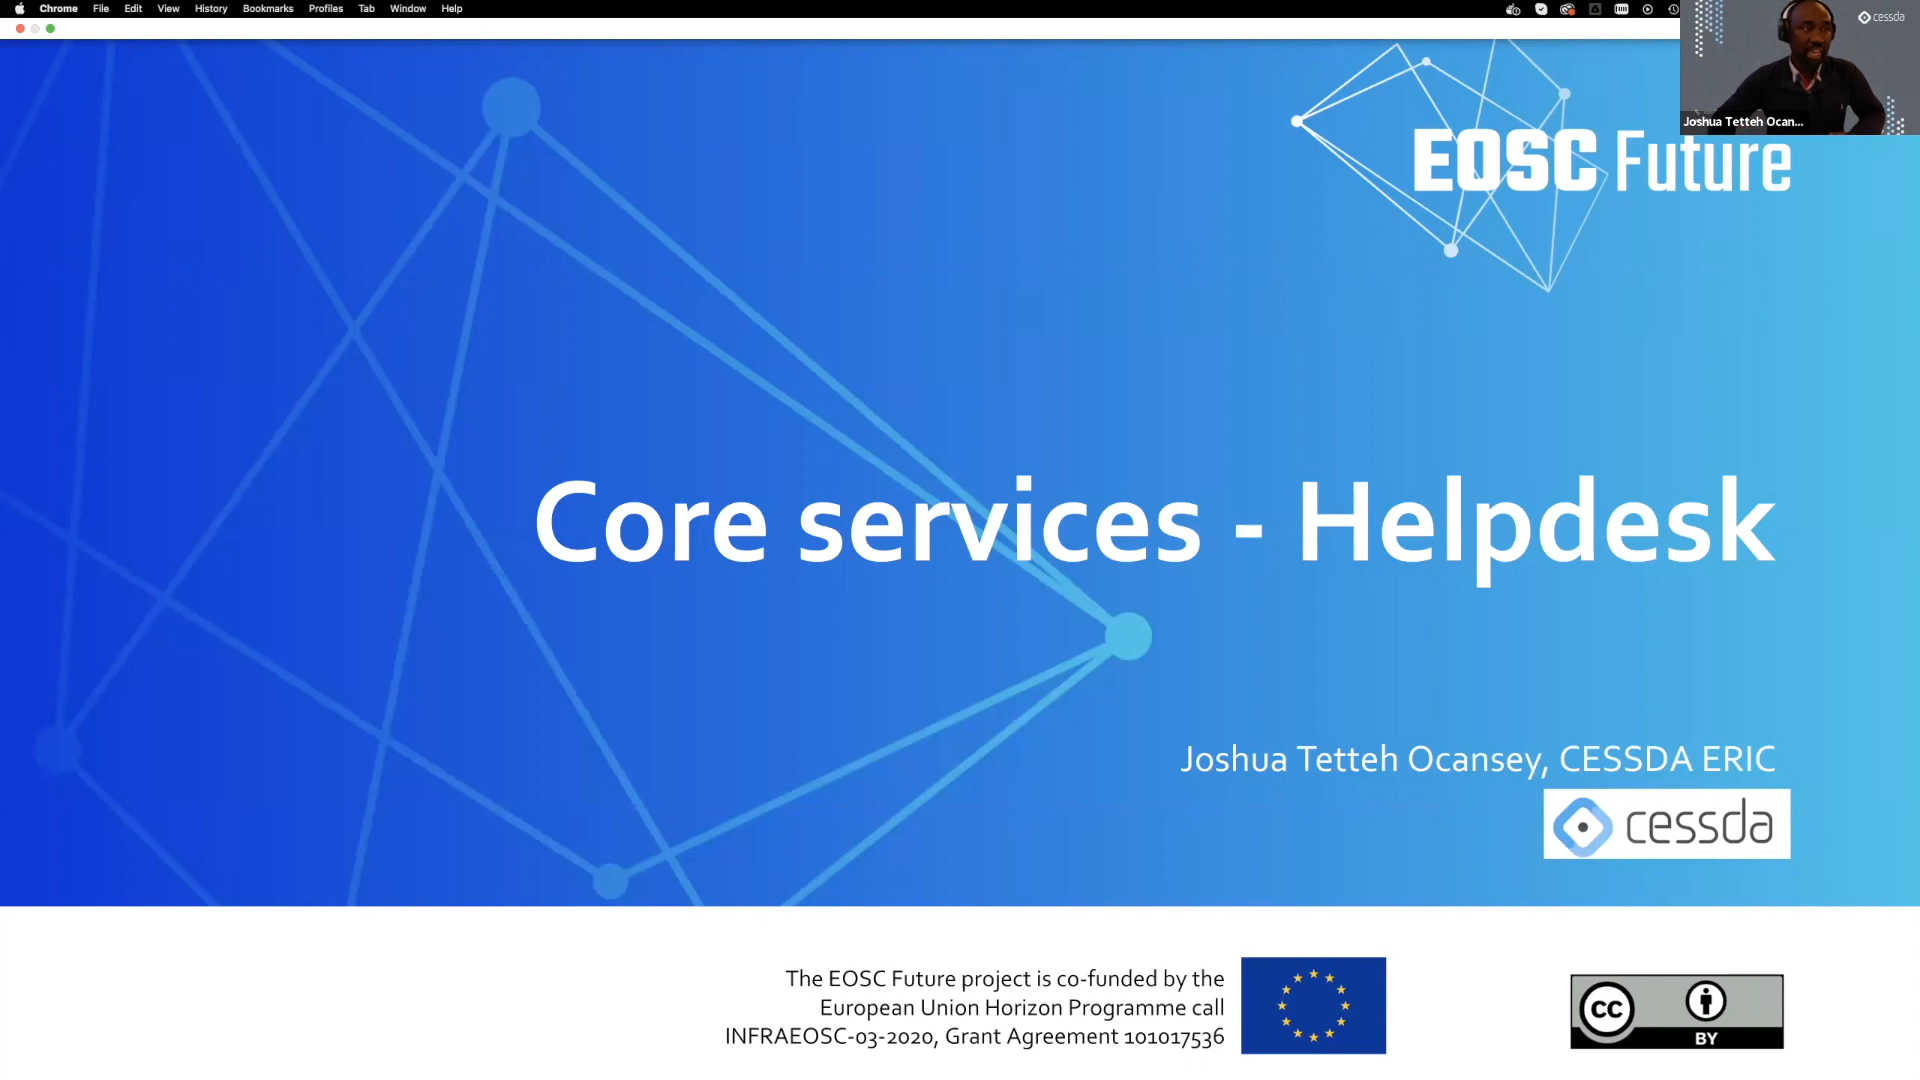 Chrome File Edit View History Bookmarks Profiles Tab Window Help
cessda
Joshua Tetteh Ocan...
EOSC Future
Core services - Helpdesk
Joshua Tetteh Ocansey, CESSDA ERIC
cessda
The EOSC Future project is co-funded by the
European Union Horizon Programme call
INFRAEOSC-03-2020, Grant Agreement 101017536
CC
BY